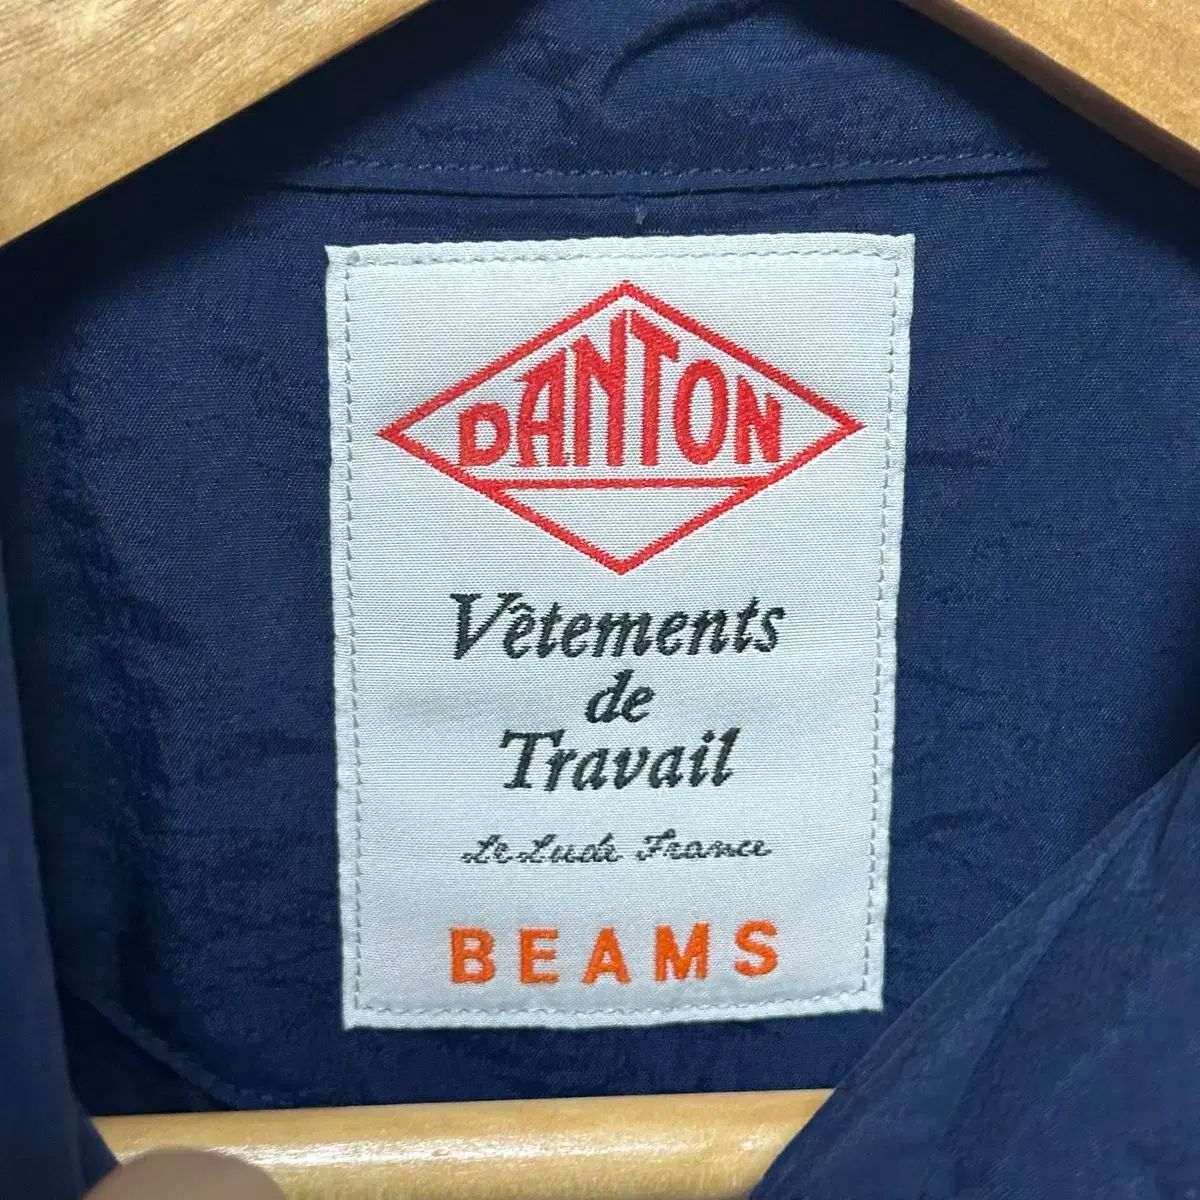 DANTON
Vêtements
de
Travail
Le Lude France
BEAMS